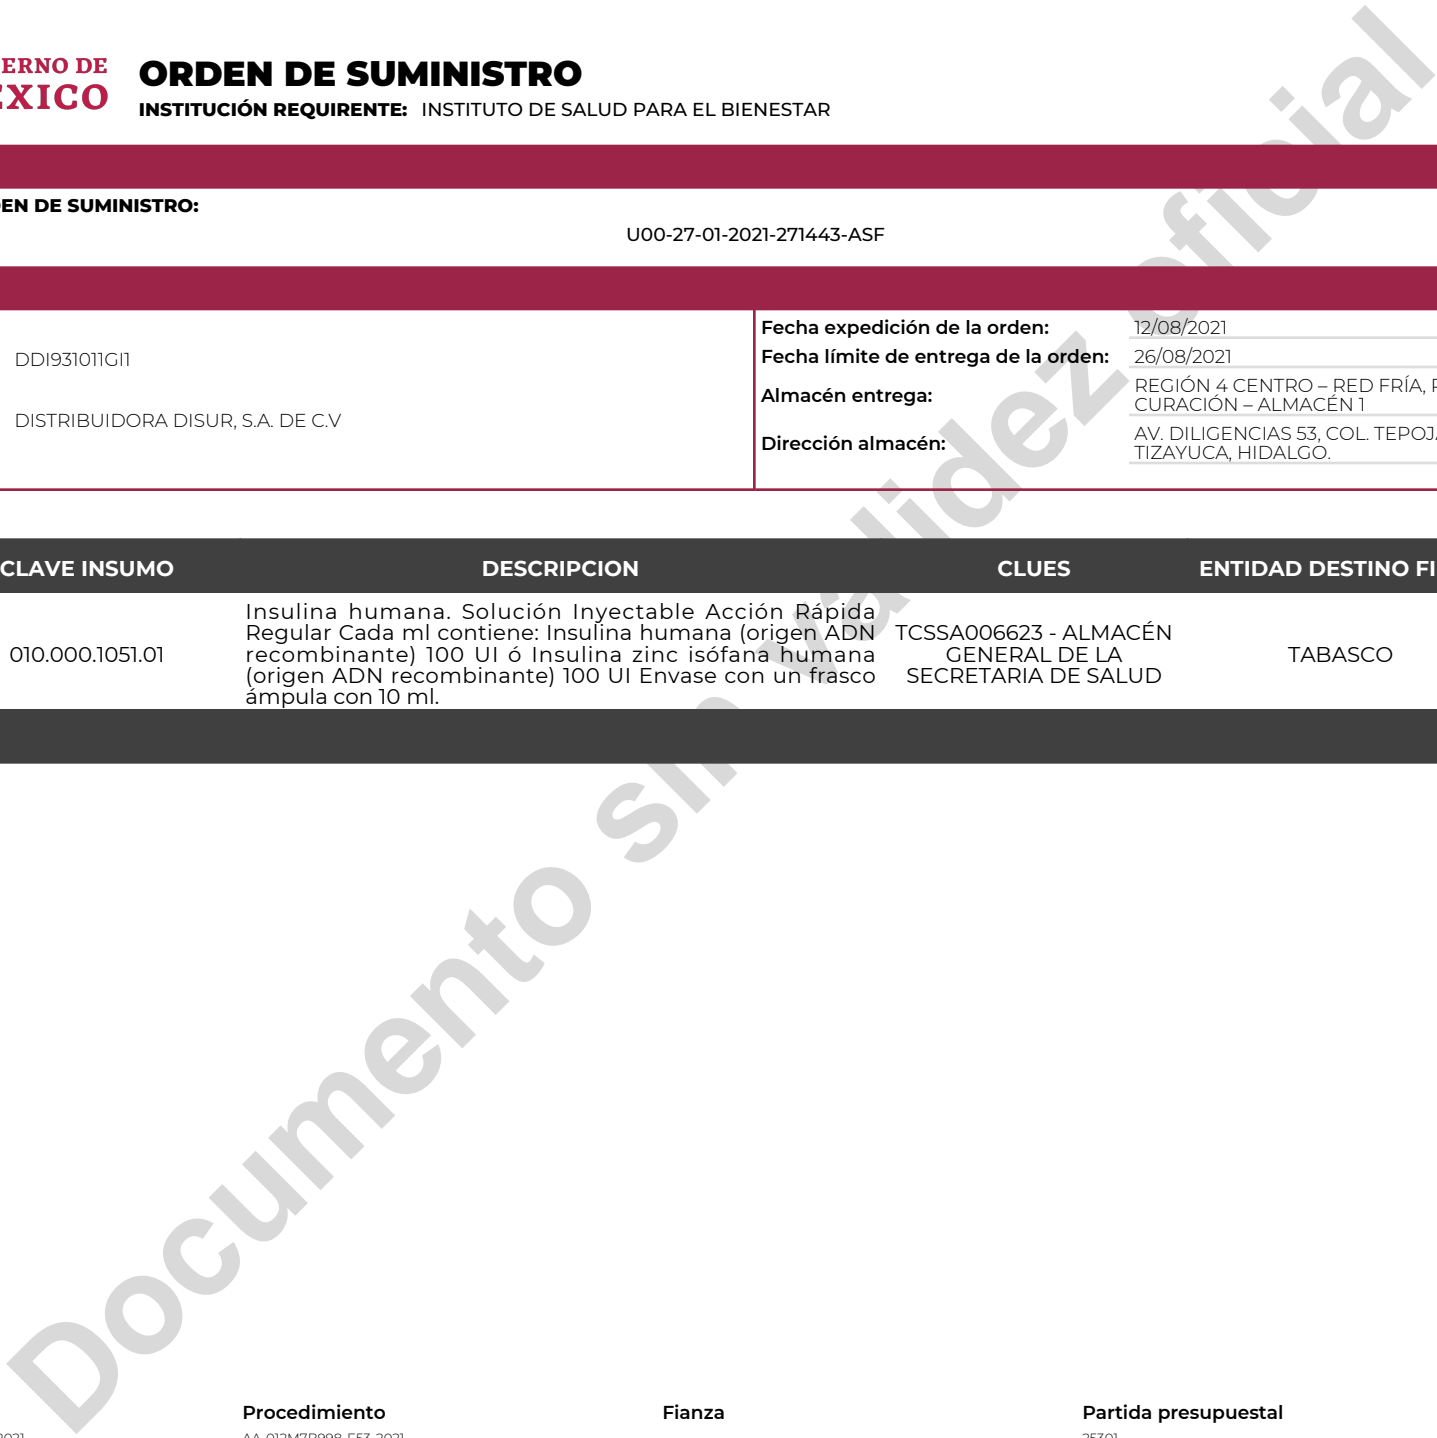 ERNO DE
ÉXICO
ORDEN DE SUMINISTRO
INSTITUCIÓN REQUIRENTE: INSTITUTO DE SALUD PARA EL BIENESTAR
EN DE SUMINISTRO:
U00-27-01-2021-271443-ASF
DDI931011GI1
DISTRIBUIDORA DISUR, S.A. DE C.V
Fecha expedición de la orden: 12/08/2021
Fecha límite de entrega de la orden: 26/08/2021
Almacén entrega: REGIÓN 4 CENTRO – RED FRÍA,
CURACIÓN – ALMACÉN 1
Dirección almacén: AV. DILIGENCIAS 53, COL. TEPOJA
TIZAYUCA, HIDALGO.
CLAVE INSUMO DESCRIPCION CLUES ENTIDAD DESTINO FI
010.000.1051.01
Insulina humana. Solución Inyectable Acción Rápida
Regular Cada ml contiene: Insulina humana (origen ADN
recombinante) 100 UI ó Insulina zinc isófana humana
(origen ADN recombinante) 100 UI Envase con un frasco
ámpula con 10 ml.
TCSSA006623 - ALMACÉN
GENERAL DE LA
SECRETARIA DE SALUD
TABASCO
Documento sin validez oficial
Procedimiento Fianza Partida presupuestal